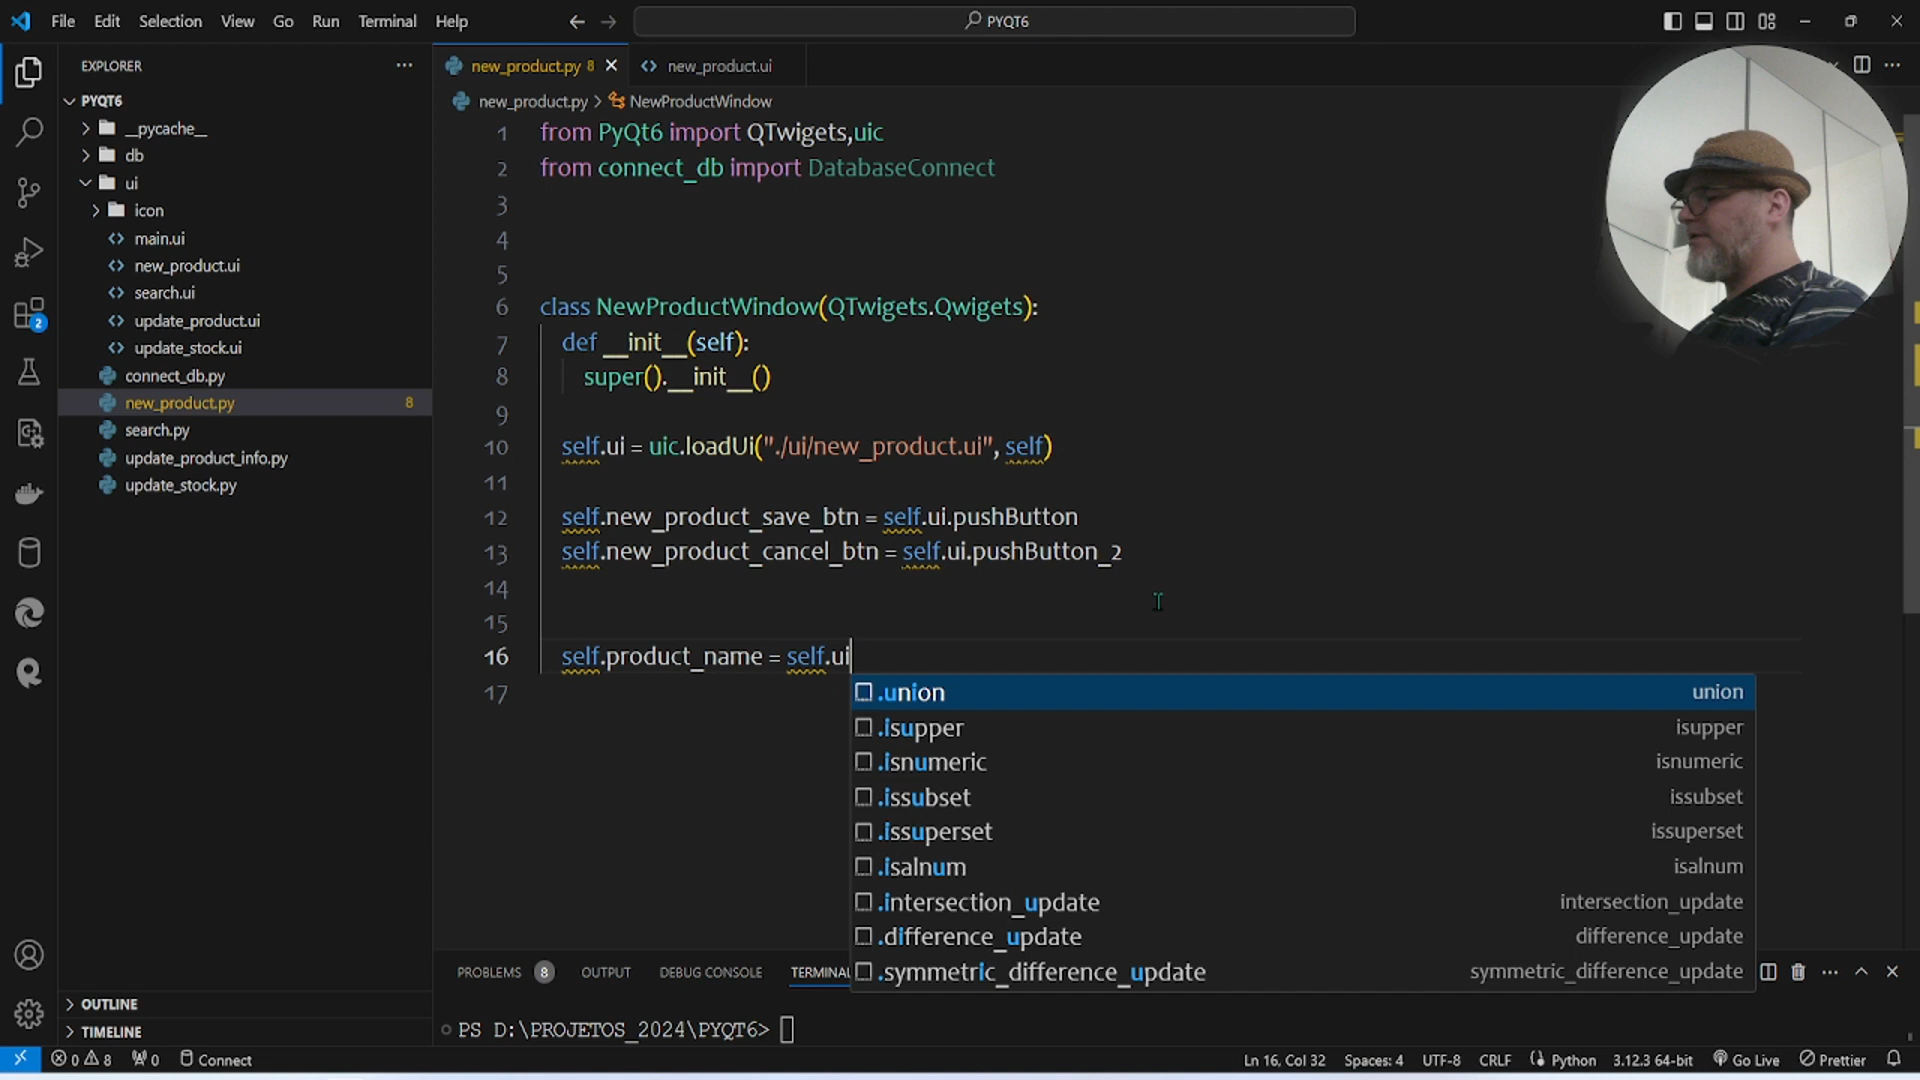 File Edit Selection View Go Run Terminal Help
PYQT6
EXPLORER
PYQT6
__pycache__
db
ui
icon
main.ui
new_product.ui
search.ui
update_product.ui
update_stock.ui
connect_db.py
new_product.py 8
search.py
update_product_info.py
update_stock.py
OUTLINE
TIMELINE
2
new_product.py 8
new_product.ui
new_product.py > NewProductWindow
1 from PyQt6 import QTwigets,uic
2 from connect_db import DatabaseConnect
3
4
5
6 class NewProductWindow(QTwigets.Qwigets):
7 def __init__(self):
8 super().__init__()
9
10 self.ui = uic.loadUi("./ui/new_product.ui", self)
11
12 self.new_product_save_btn = self.ui.pushButton
13 self.new_product_cancel_btn = self.ui.pushButton_2
14
15
16 self.product_name = self.ui
17
.union union
.isupper isupper
.isnumeric isnumeric
.issubset issubset
.issuperset issuperset
.isalnum isalnum
.intersection_update intersection_update
.difference_update difference_update
.symmetric_difference_update symmetric_difference_update
PROBLEMS 8 OUTPUT DEBUG CONSOLE TERMINAL
PS D:\PROJETOS_2024\PYQT6>
0 8 0 Connect Ln 16, Col 32 Spaces: 4 UTF-8 CRLF Python 3.12.3 64-bit Go Live Prettier